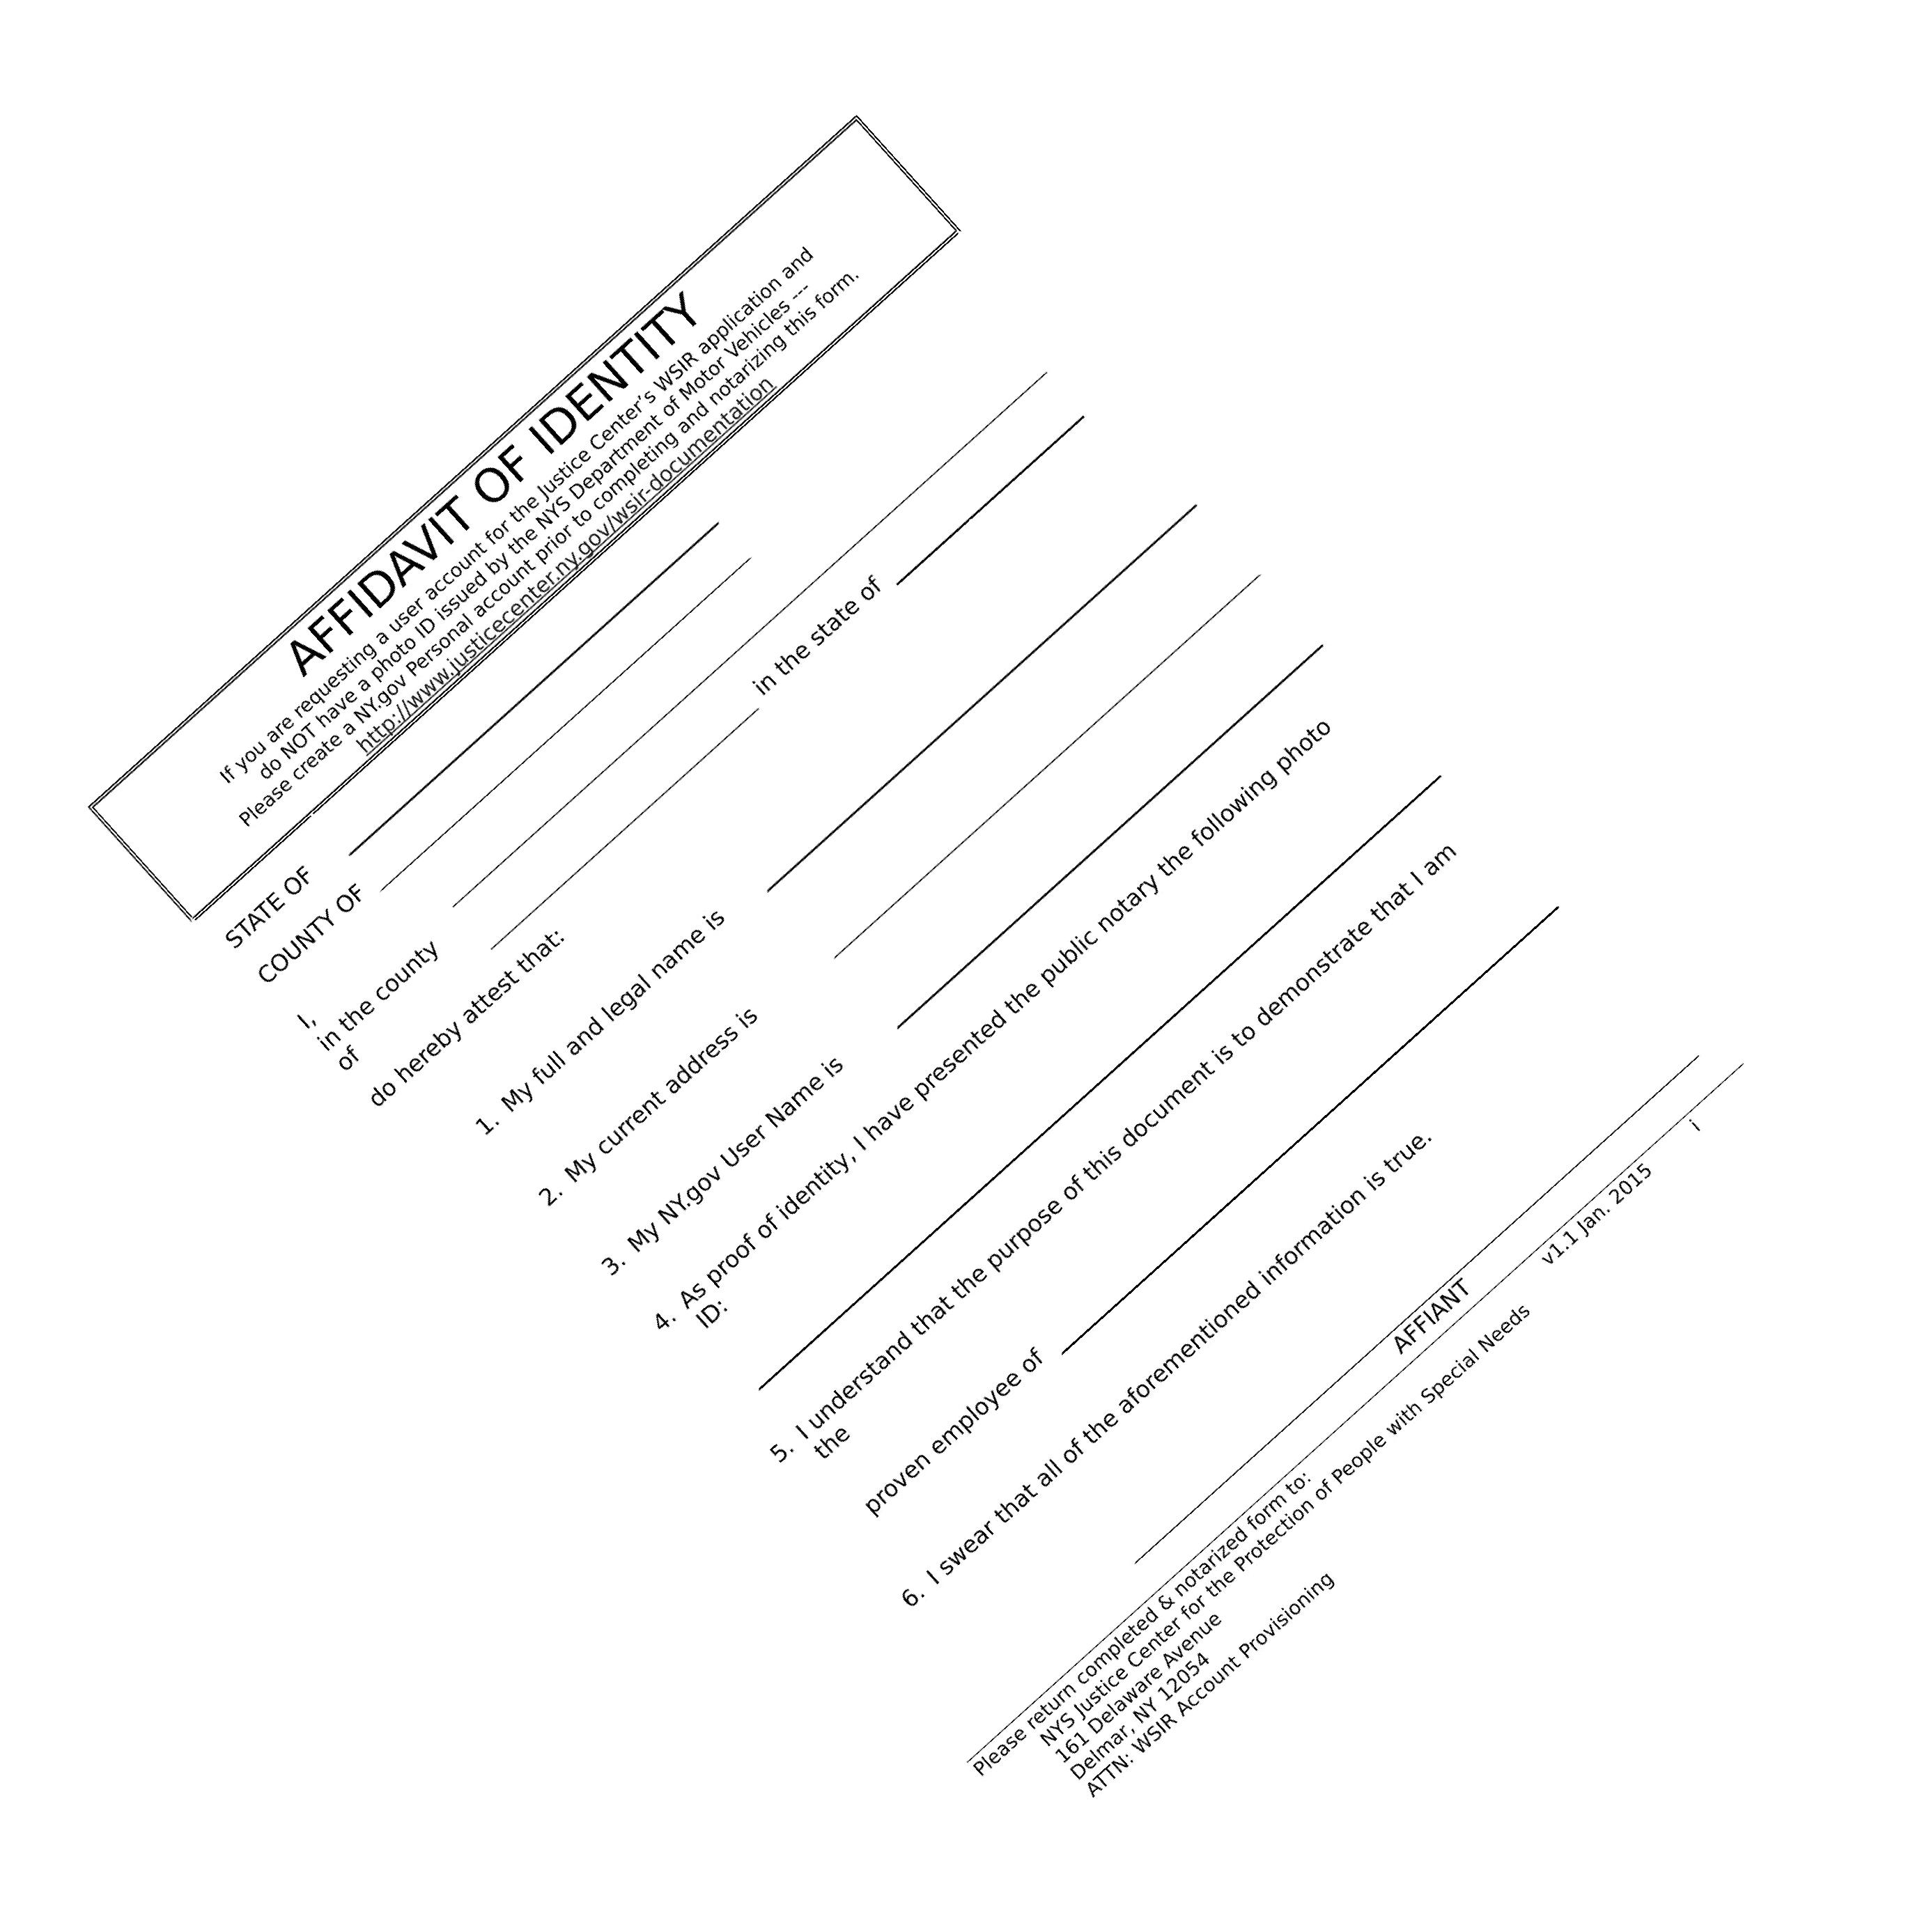 AFFIDAVIT OF IDENTITY
If you are requesting a user account for the Justice Center’s WSIR application and
do NOT have a photo ID issued by the NYS Department of Motor Vehicles ---
Please create a NY.gov Personal account prior to completing and notarizing this form.
http://www.justicecenter.ny.gov/wsir-documentation
STATE OF
COUNTY OF
I,
in the county
of
in the state of
do hereby attest that:
1. My full and legal name is
2. My current address is
3. My NY.gov User Name is
4. As proof of identity, I have presented the public notary the following photo
ID:
5. I understand that the purpose of this document is to demonstrate that I am
the
proven employee of
6. I swear that all of the aforementioned information is true.
AFFIANT
Please return completed & notarized form to:
NYS Justice Center for the Protection of People with Special Needs
161 Delaware Avenue
Delmar, NY 12054
ATTN: WSIR Account Provisioning
v1.1 Jan. 2015
i